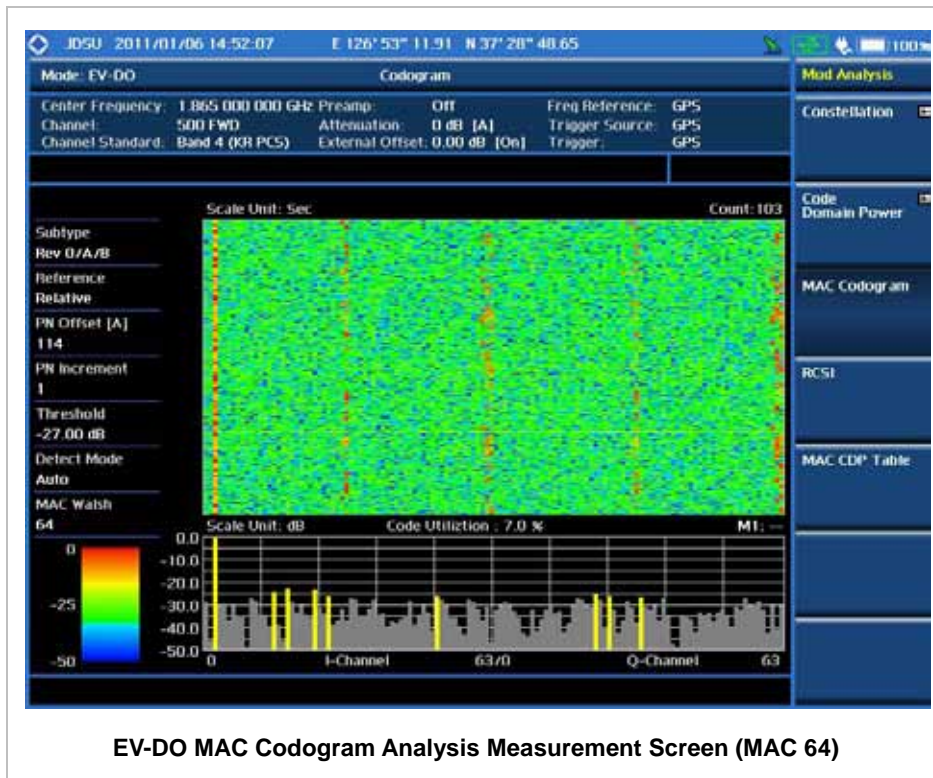 JDSU 2011/01/06 14:52:07 E 126° 53" 11.91 N 37° 28" 48.65 100%
Mode: EV-DO Codogram Mod Analysis
Center Frequency: 1.865 000 000 GHz Preamp: Off Freq Reference: GPS
Channel: 500 FWD Attenuation: 0 dB [A] Trigger Source: GPS
Channel Standard: Band 4 (KR PCS) External Offset: 0.00 dB [On] Trigger: GPS
Constellation
Code
Domain Power
MAC Codogram
RCSI
MAC CDP Table
Scale Unit: Sec Count: 103
Subtype
Rev 0/A/B
Reference
Relative
PN Offset [A]
114
PN Increment
1
Threshold
-27.00 dB
Detect Mode
Auto
MAC Walsh
64
Scale Unit: dB Code Utiliztion : 7.0 % M1: --
0
-25
-50
0.0
-10.0
-20.0
-30.0
-40.0
-50.0
0 I-Channel 63/0 Q-Channel 63
EV-DO MAC Codogram Analysis Measurement Screen (MAC 64)